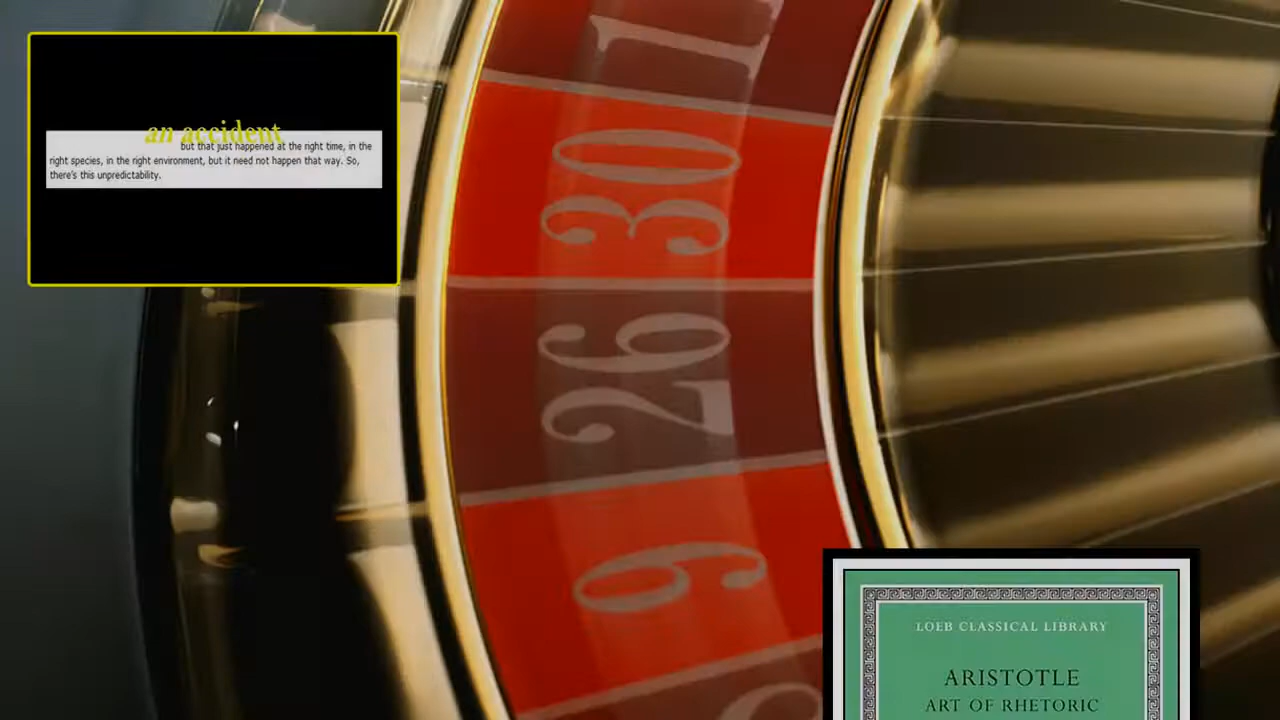 an accident
but that just happened at the right time, in the
right species, in the right environment, but it need not happen that way. So,
there's this unpredictability.
1
30
26
9
LOEB CLASSICAL LIBRARY
ARISTOTLE
ART OF RHETORIC